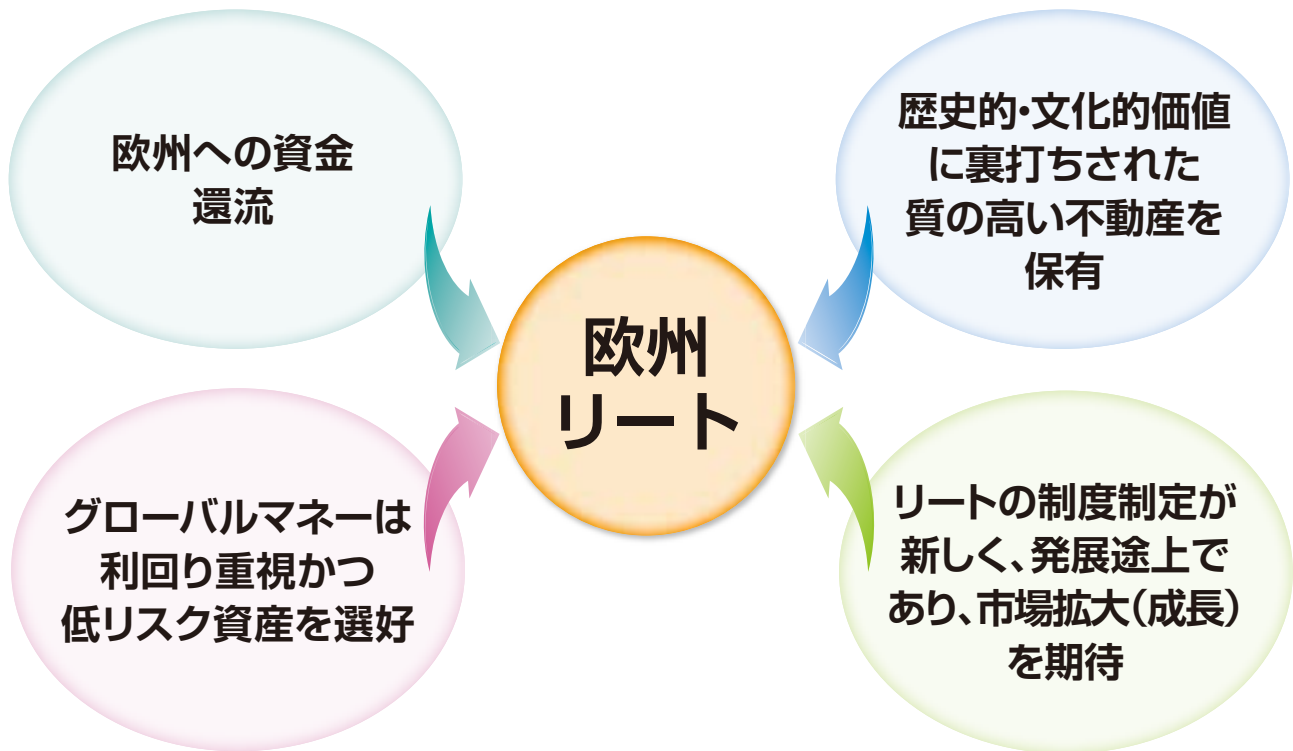 欧州への資金
還流
歴史的・文化的価値
に裏打ちされた
質の高い不動産を
保有
欧州
リート
グローバルマネーは
利回り重視かつ
低リスク資産を選好
リートの制度制定が
新しく、発展途上で
あり、市場拡大（成長）
を期待